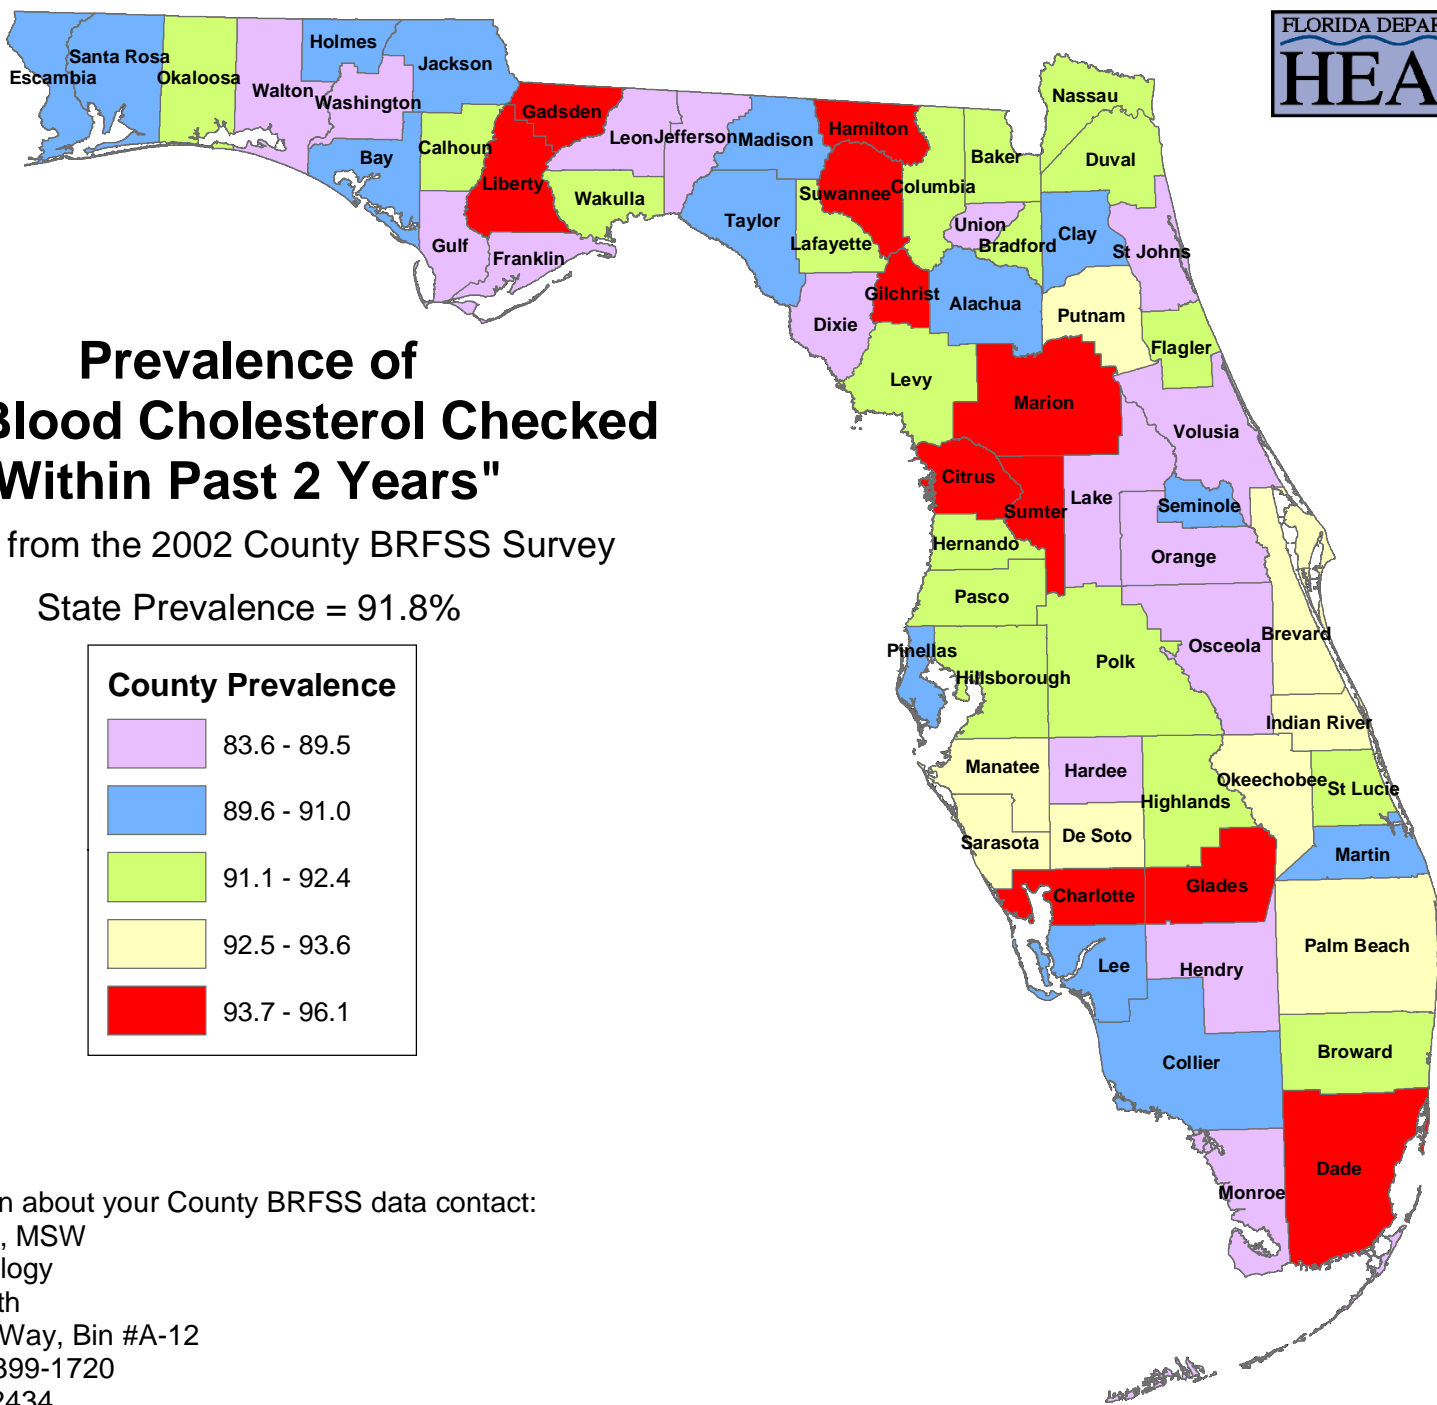 FLORIDA DEPAR
HEA
Escambia
Santa Rosa
Okaloosa
Walton
Holmes
Washington
Jackson
Bay
Calhoun
Gulf
Gadsden
Liberty
Franklin
Leon
Wakulla
Jefferson
Madison
Taylor
Hamilton
Suwannee
Lafayette
Dixie
Columbia
Gilchrist
Levy
Baker
Union
Bradford
Alachua
Nassau
Duval
Clay
St Johns
Putnam
Flagler
Marion
Volusia
Citrus
Sumter
Lake
Seminole
Orange
Hernando
Pasco
Pinellas
Hillsborough
Polk
Osceola
Brevard
Indian River
Manatee
Hardee
Highlands
Okeechobee
St Lucie
Sarasota
De Soto
Martin
Charlotte
Glades
Lee
Hendry
Palm Beach
Collier
Broward
Monroe
Dade
Prevalence of
Blood Cholesterol Checked
Within Past 2 Years"
from the 2002 County BRFSS Survey
State Prevalence = 91.8%
County Prevalence
83.6 - 89.5
89.6 - 91.0
91.1 - 92.4
92.5 - 93.6
93.7 - 96.1
n about your County BRFSS data contact:
, MSW
logy
th
Way, Bin #A-12
399-1720
2434